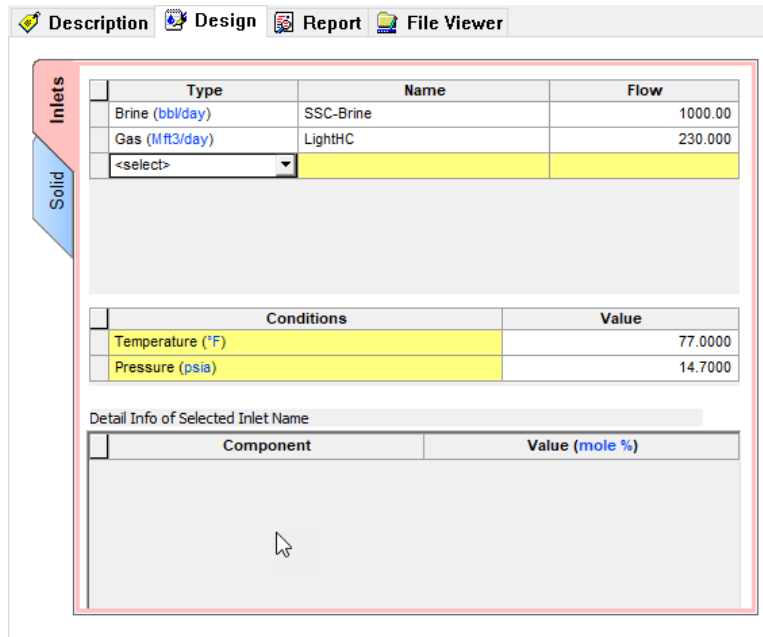 Description Design Report File Viewer
Inlets
Solid
Type Name Flow
Brine (bbl/day) SSC-Brine 1000.00
Gas (Mft3/day) LightHC 230.000
<select>
Conditions Value
Temperature (°F) 77.0000
Pressure (psia) 14.7000
Detail Info of Selected Inlet Name
Component Value (mole %)